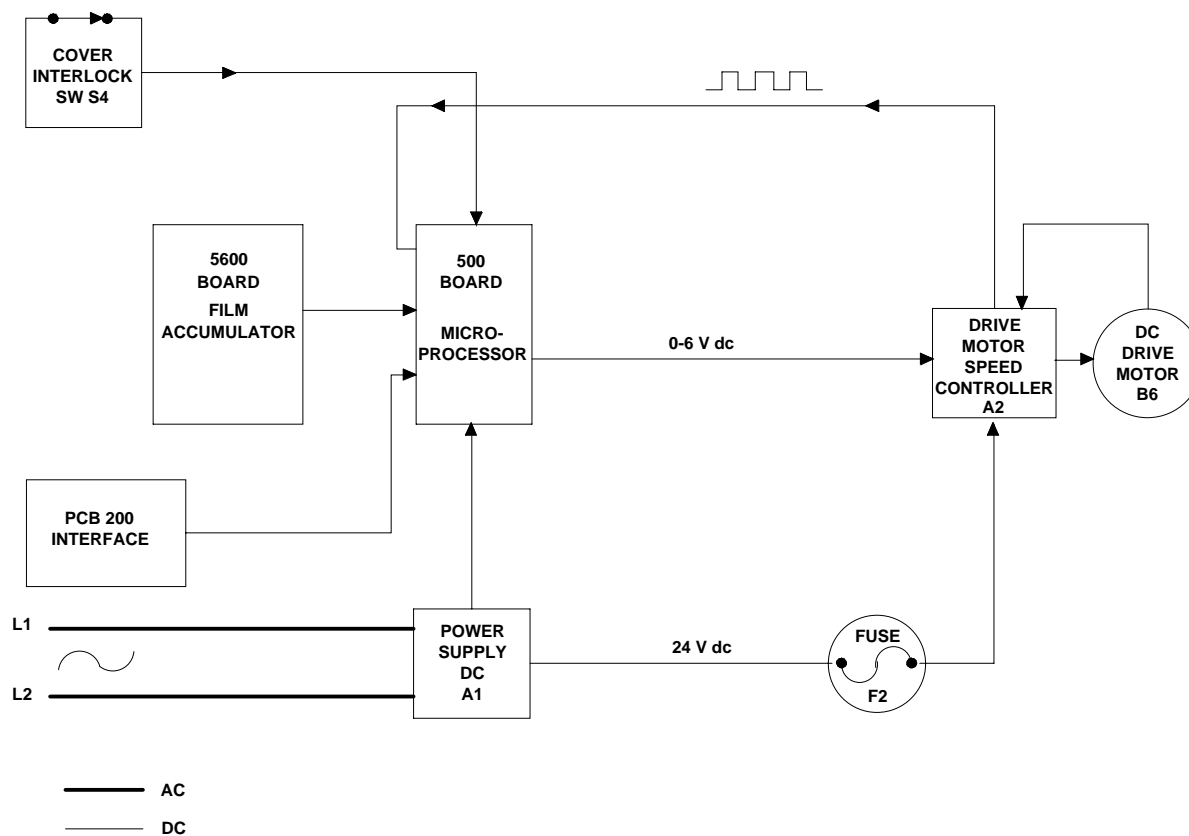 COVER
INTERLOCK
SW S4
5600
BOARD
FILM
ACCUMULATOR
500
BOARD
MICRO-
PROCESSOR
0-6 V dc
DRIVE
MOTOR
SPEED
CONTROLLER
A2
DC
DRIVE
MOTOR
B6
PCB 200
INTERFACE
L1
L2
POWER
SUPPLY
DC
A1
24 V dc
FUSE
F2
AC
DC